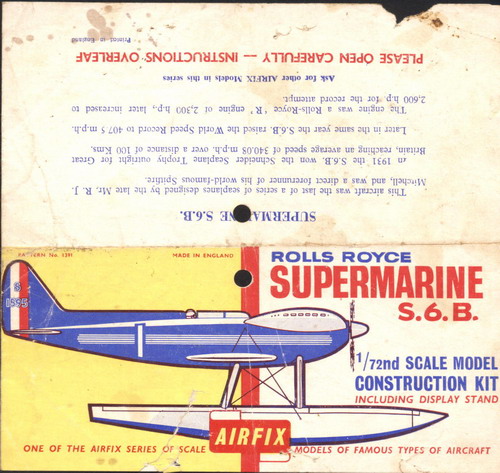 SUPERMARINE S.6.B.
This aircraft was the last of a series of seaplanes designed by the late Mr. R. J.
Mitchell, and was a direct forerunner of his world-famous Spitfire.
In 1931 the S.6.B. won the Schneider Seaplane Trophy outright for Great
Britain, reaching an average speed of 340.08 m.p.h. over a distance of 100 Kms.
Later in the same year the S.6.B. raised the World Speed Record to 407.5 m.p.h.
The engine was a Rolls-Royce 'R' engine of 2,300 h.p., later increased to
2,600 h.p. for the record attempt.
Ask for other AIRFIX Models in this series
PLEASE OPEN CAREFULLY — INSTRUCTIONS OVERLEAF
Printed in England
PATTERN No. 1391
MADE IN ENGLAND
ROLLS ROYCE
SUPERMARINE
S.6.B.
S
1595
1/72nd SCALE MODEL
CONSTRUCTION KIT
INCLUDING DISPLAY STAND
AIRFIX
ONE OF THE AIRFIX SERIES OF SCALE MODELS OF FAMOUS TYPES OF AIRCRAFT